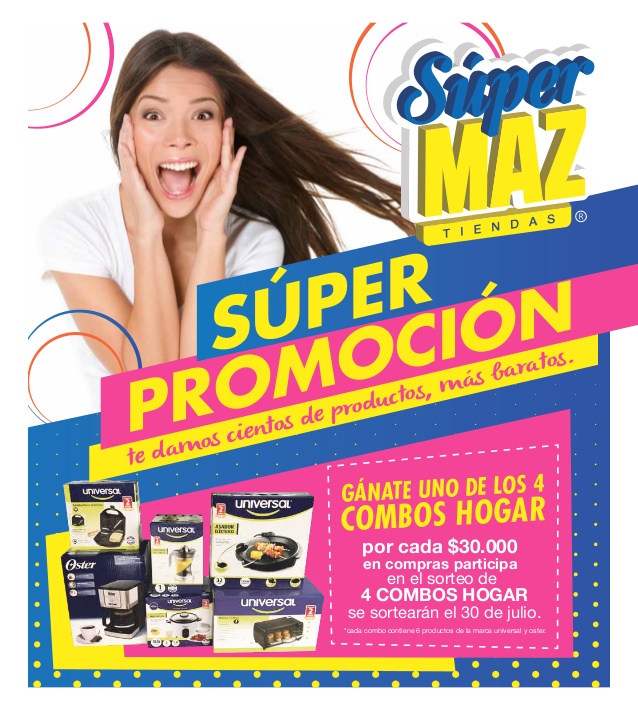 Súper
MAZ
TIENDAS ®
SÚPER
PROMOCIÓN
te damos cientos de productos, más baratos.
GÁNATE UNO DE LOS 4
COMBOS HOGAR
por cada $30.000
en compras participa
en el sorteo de
4 COMBOS HOGAR
se sortearán el 30 de julio.
*cada combo contiene 6 productos de la marca universal y oster.
UNIVERSAL
UNIVERSAL
UNIVERSAL
ASADOR
ELÉCTRICO
Oster
UNIVERSAL